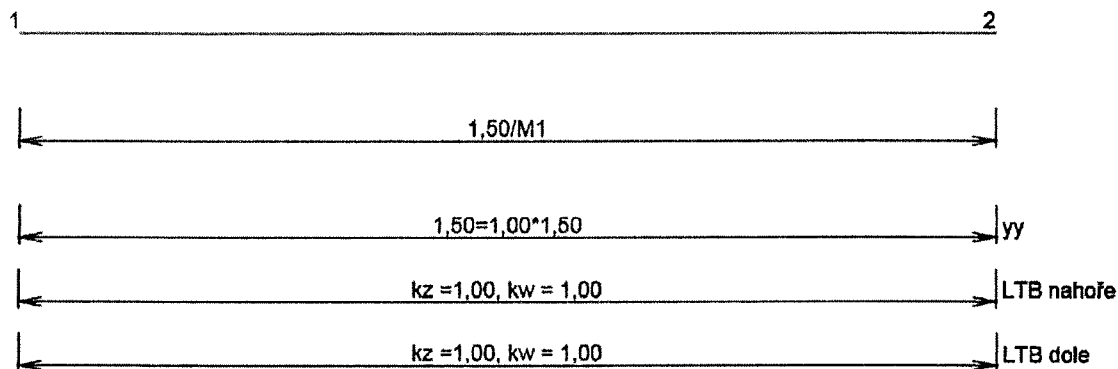 1 2
1,50/M1
1,50=1,00*1,50 yy
kz =1,00, kw = 1,00 LTB nahoře
kz =1,00, kw = 1,00 LTB dole